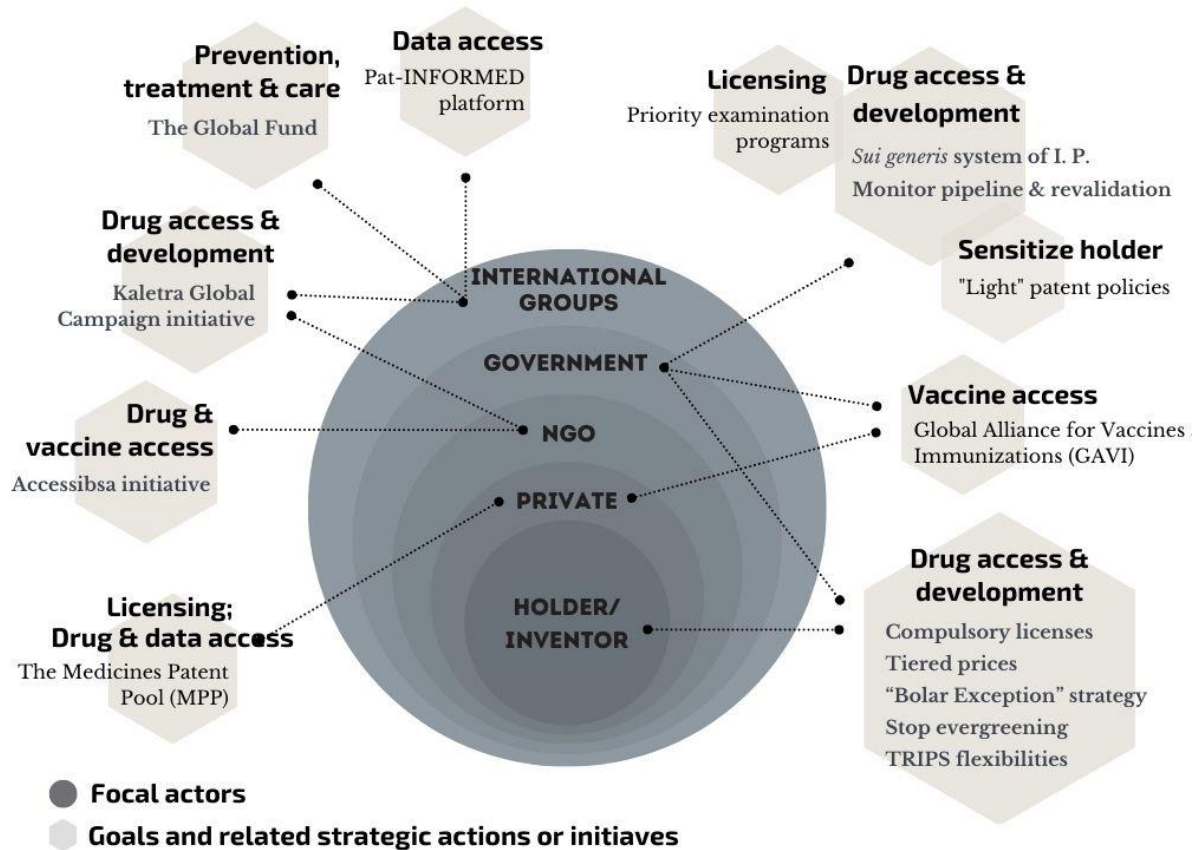 Prevention,
treatment & care
The Global Fund
Data access
Pat-INFORMED
platform
Licensing
Priority examination
programs
Drug access &
development
Sui generis system of I. P.
Monitor pipeline & revalidation
Sensitize holder
"Light" patent policies
Drug access &
development
Kaletra Global
Campaign initiative
Drug &
vaccine access
Accessibsa initiative
Licensing;
Drug & data access
The Medicines Patent
Pool (MPP)
INTERNATIONAL
GROUPS
GOVERNMENT
NGO
PRIVATE
HOLDER/
INVENTOR
Vaccine access
Global Alliance for Vaccines
Immunizations (GAVI)
Drug access &
development
Compulsory licenses
Tiered prices
“Bolar Exception” strategy
Stop evergreening
TRIPS flexibilities
Focal actors
Goals and related strategic actions or initiaves